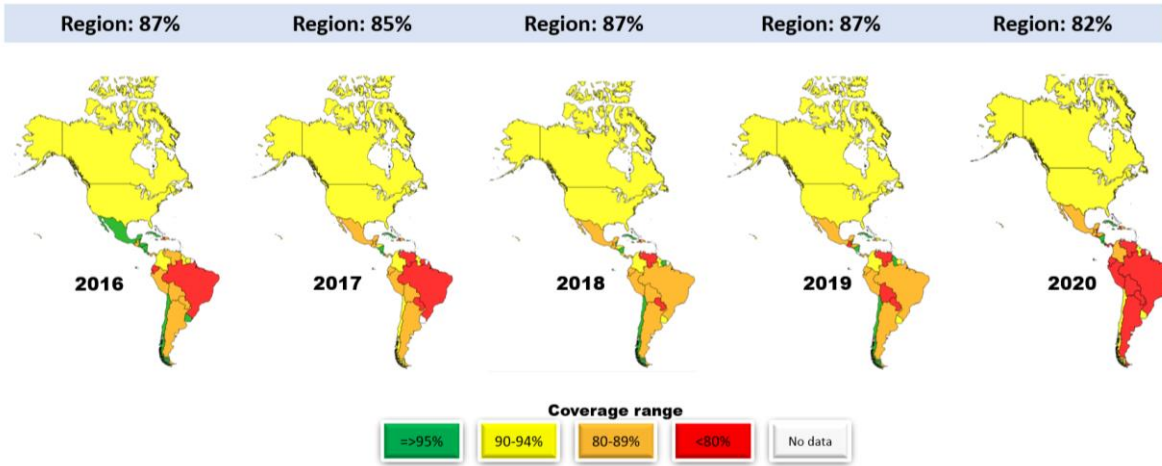 Region: 87%
Region: 85%
Region: 87%
Region: 87%
Region: 82%
2016
2017
2018
2019
2020
Coverage range
=>95%
90-94%
80-89%
<80%
No data